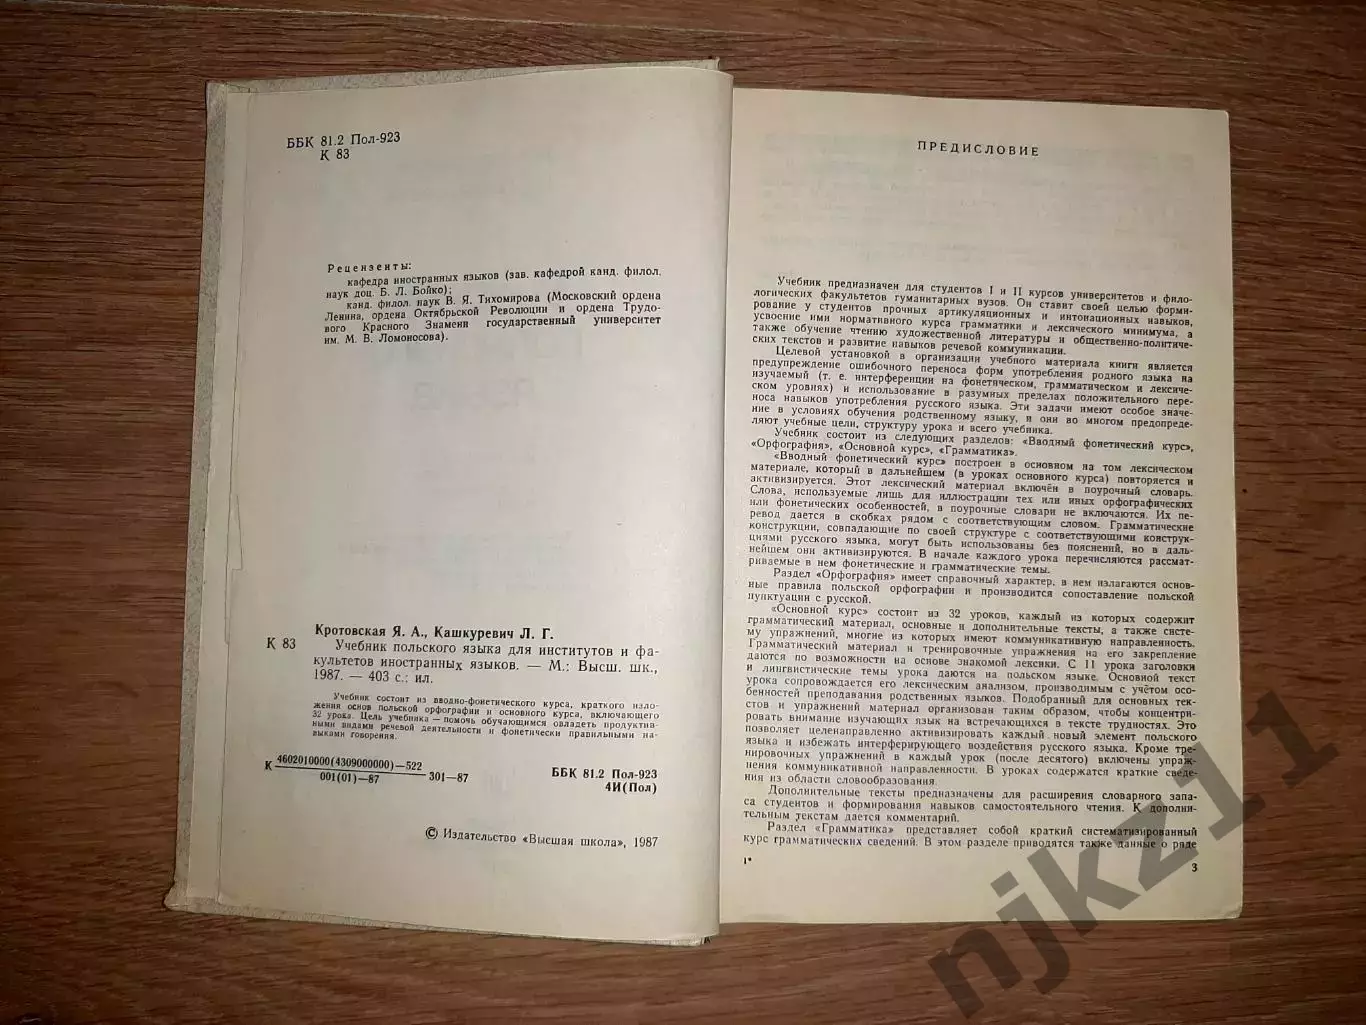 ББК 81.2 Пол-923
К 83
Рецензенты:
кафедра иностранных языков (зав. кафедрой канд. филол.
наук доц. Б. Л. Бойко);
канд. филол. наук В. Я. Тихомирова (Московский ордена
Ленина, ордена Октябрьской Революции и ордена Трудо-
вого Красного Знамени государственный университет
им. М. В. Ломоносова).
Кротовская Я. А., Кашкуревич Л. Г.
К 83 Учебник польского языка для институтов и фа-
культетов иностранных языков. — М.: Высш. шк.,
1987. — 403 с.: ил.
Учебник состоит из вводно-фонетического курса, краткого изло-
жения основ польской орфографии и основного курса, включающего
32 урока. Цель учебника — помочь обучающимся овладеть продуктив-
ными видами речевой деятельности и фонетически правильными на-
выками говорения.
К 4602010000(4309000000)—522
001(01)—87 301—87
ББК 81.2 Пол-923
4И(Пол)
© Издательство «Высшая школа», 1987
ПРЕДИСЛОВИЕ
Учебник предназначен для студентов I и II курсов университетов и фило-
логических факультетов гуманитарных вузов. Он ставит своей целью форми-
рование у студентов прочных артикуляционных и интонационных навыков,
усвоение ими нормативного курса грамматики и лексического минимума, а
также обучение чтению художественной литературы и общественно-политиче-
ских текстов и развитие навыков речевой коммуникации.
Целевой установкой в организации учебного материала книги является
предупреждение ошибочного переноса форм употребления родного языка на
изучаемый (т. е. интерференции на фонетическом, грамматическом и лексиче-
ском уровнях) и использование в разумных пределах положительного пере-
носа навыков употребления русского языка. Эти задачи имеют особое значе-
ние в условиях обучения родственному языку, и они во многом предопреде-
ляют учебные цели, структуру урока и всего учебника.
Учебник состоит из следующих разделов: «Вводный фонетический курс»,
«Орфография», «Основной курс», «Грамматика».
«Вводный фонетический курс» построен в основном на том лексическом
материале, который в дальнейшем (в уроках основного курса) повторяется и
активизируется. Этот лексический материал включён в поурочный словарь.
Слова, используемые лишь для иллюстрации тех или иных орфографических
или фонетических особенностей, в поурочные словари не включаются. Их пе-
ревод дается в скобках рядом с соответствующим словом. Грамматические
конструкции, совпадающие по своей структуре с соответствующими конструк-
циями русского языка, могут быть использованы без пояснений, но в даль-
нейшем они активизируются. В начале каждого урока перечисляются рассмат-
риваемые в нем фонетические и грамматические темы.
Раздел «Орфография» имеет справочный характер, в нем излагаются основ-
ные правила польской орфографии и производится сопоставление польской
пунктуации с русской.
«Основной курс» состоит из 32 уроков, каждый из которых содержит
грамматический материал, основные и дополнительные тексты, а также систе-
му упражнений, многие из которых имеют коммуникативную направленность.
Грамматический материал и тренировочные упражнения на его закрепление
даются по возможности на основе знакомой лексики. С 11 урока заголовки
и лингвистические темы урока даются на польском языке. Основной текст
урока сопровождается его лексическим анализом, производимым с учётом осо-
бенностей преподавания родственных языков. Подобранный для основных тек-
стов и упражнений материал организован таким образом, чтобы концентри-
ровать внимание изучающих язык на встречающихся в тексте трудностях. Это
позволяет целенаправленно активизировать каждый новый элемент польского
языка и избежать интерферирующего воздействия русского языка. Кроме тре-
нировочных упражнений в каждый урок (после десятого) включены упраж-
нения коммуникативной направленности. В уроках содержатся краткие сведе-
ния из области словообразования.
Дополнительные тексты предназначены для расширения словарного запа-
са студентов и формирования навыков самостоятельного чтения. К дополни-
тельным текстам дается комментарий.
Раздел «Грамматика» представляет собой краткий систематизированный
курс грамматических сведений. В этом разделе приводятся также данные о ряде
1*
3
njkz11